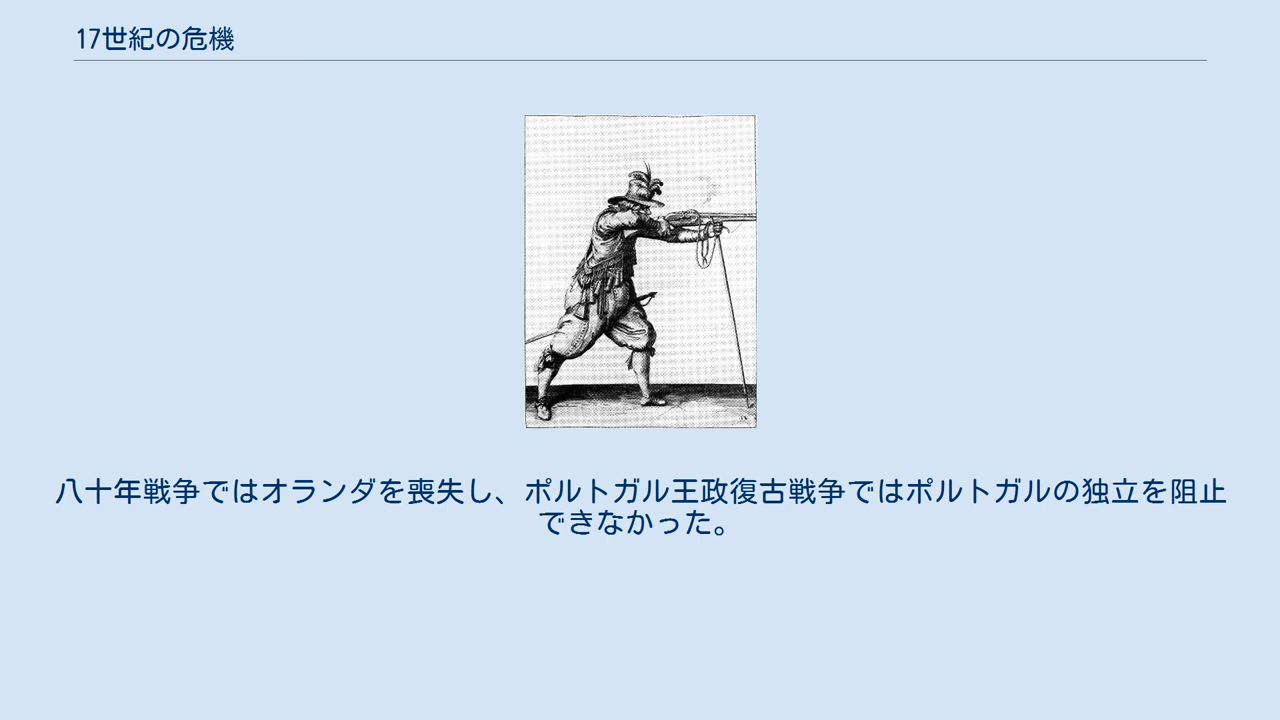 17世紀の危機
八十年戦争ではオランダを喪失し、ポルトガル王政復古戦争ではポルトガルの独立を阻止
できなかった。